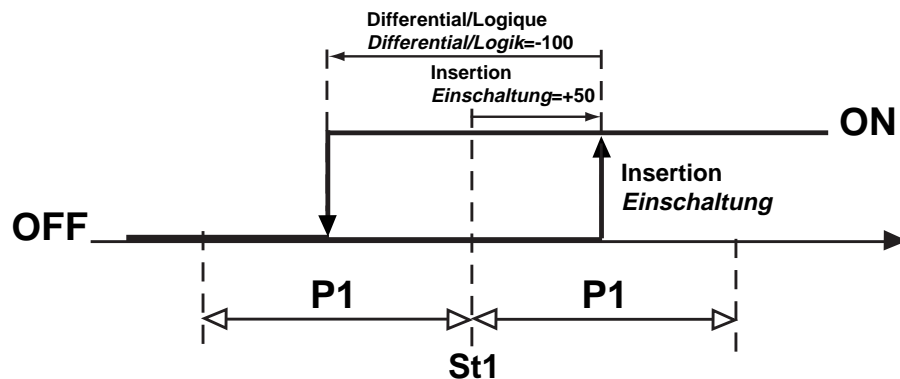 Differential/Logique
Differential/Logik=-100
Insertion
Einschaltung=+50
ON
Insertion
Einschaltung
OFF
P1
P1
St1